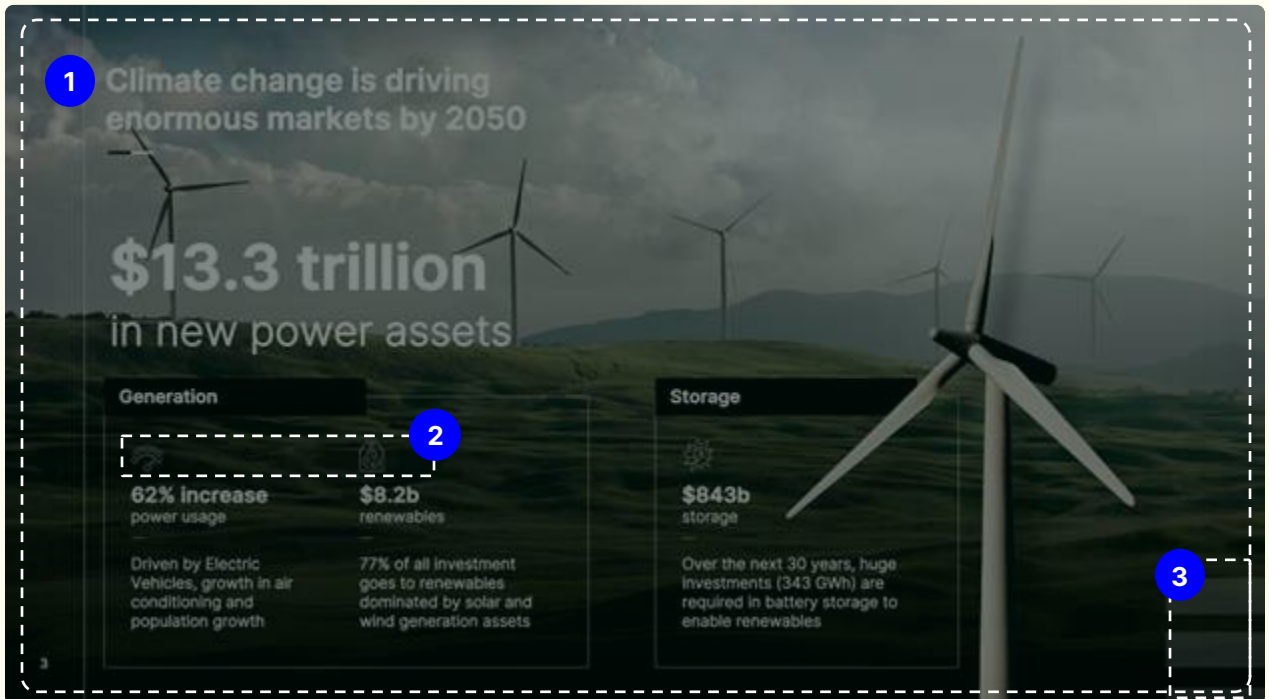 1
Climate change is driving
enormous markets by 2050
$13.3 trillion
in new power assets
Generation
2
62% increase
power usage
$8.2b
renewables
Driven by Electric
Vehicles, growth in air
conditioning and
population growth
77% of all investment
goes to renewables
dominated by solar and
wind generation assets
Storage
$843b
storage
Over the next 30 years, huge
investments (343 GWh) are
required in battery storage to
enable renewables
3
3